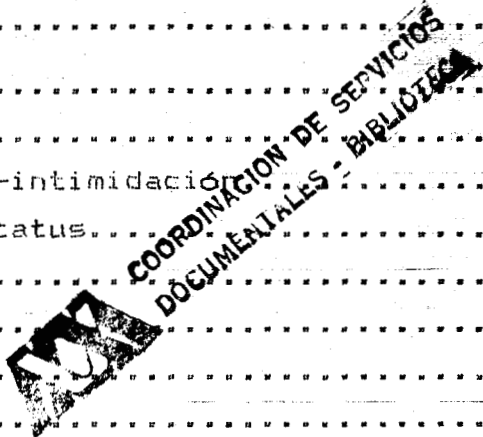 -intimidación
tatus
COORDINACION DE SERVICIOS
DOCUMENTALES - BIBLIOTECA